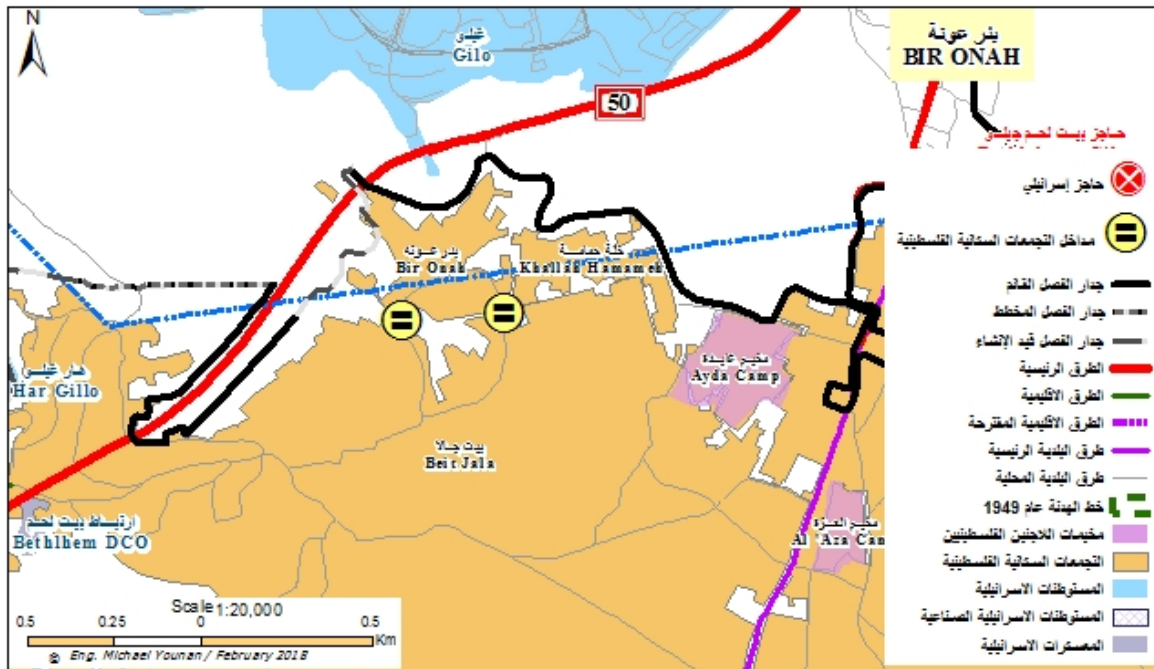 N
غيلو
Gilo
50
بئر عونة
BIR ONAH
حاجز بيت لحم جيلو
حاجز إسرائيلي
مداخل التجمعات السكانية الفلسطينية
جدار الفصل القائم
جدار الفصل المخطط
جدار الفصل قيد الإنشاء
الطرق الرئيسية
الطرق الاقليمية
الطرق الاقليمية المقترحة
طرق البلدية الرئيسية
طرق البلدية المحلية
خط الهدنة عام 1949
مخيمات اللاجئين الفلسطينيين
التجمعات السكانية الفلسطينية
المستوطنات الاسرائيلية
المستوطنات الاسرائيلية الصناعية
المعسكرات الاسرائيلية
بئر عونه
Bir Onah
خلة حمامة
Khallah Hamameh
هار غيلو
Har Gillo
مخيم عايدة
Ayda Camp
بيت جالا
Beit Jala
ارتباط بيت لحم
Bethlhem DCO
مخيم العزة
Al 'Aza Cam
Scale 1:20,000
0.5 0.25 0 0.5
Km
© Eng. Michael Younan / February 2018